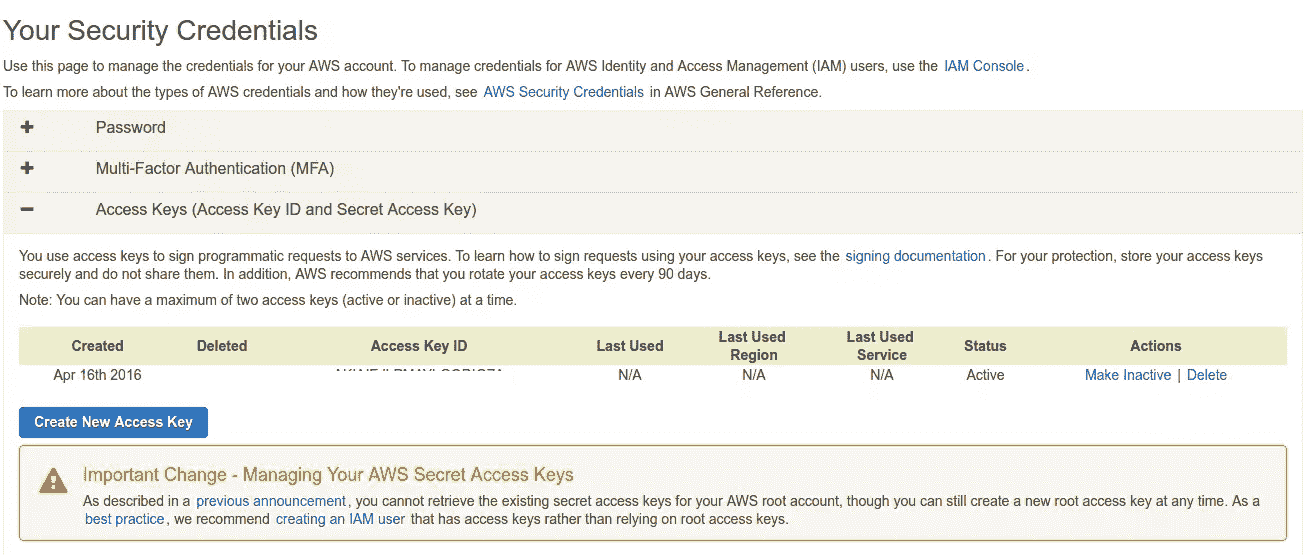 Your Security Credentials
Use this page to manage the credentials for your AWS account. To manage credentials for AWS Identity and Access Management (IAM) users, use the IAM Console.
To learn more about the types of AWS credentials and how they're used, see AWS Security Credentials in AWS General Reference.
Password
Multi-Factor Authentication (MFA)
Access Keys (Access Key ID and Secret Access Key)
You use access keys to sign programmatic requests to AWS services. To learn how to sign requests using your access keys, see the signing documentation. For your protection, store your access keys
securely and do not share them. In addition, AWS recommends that you rotate your access keys every 90 days.
Note: You can have a maximum of two access keys (active or inactive) at a time.
Created Deleted Access Key ID Last Used Last Used Region Last Used Service Status Actions
Apr 16th 2016 N/A N/A N/A Active Make Inactive | Delete
Create New Access Key
Important Change - Managing Your AWS Secret Access Keys
As described in a previous announcement, you cannot retrieve the existing secret access keys for your AWS root account, though you can still create a new root access key at any time. As a
best practice, we recommend creating an IAM user that has access keys rather than relying on root access keys.